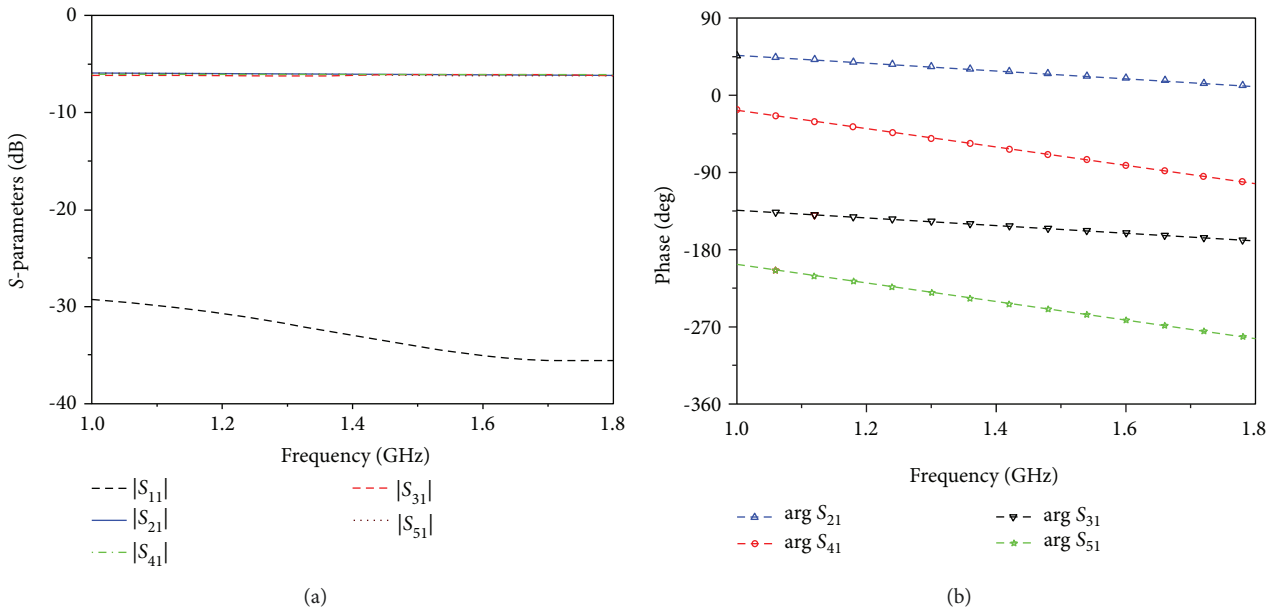 0
-10
-20
-30
-40
S-parameters (dB)
1.0 1.2 1.4 1.6 1.8
Frequency (GHz)
|S11| |S31|
|S21| |S51|
|S41|
(a)
90
0
-90
-180
-270
-360
Phase (deg)
1.0 1.2 1.4 1.6 1.8
Frequency (GHz)
arg S21 arg S31
arg S41 arg S51
(b)